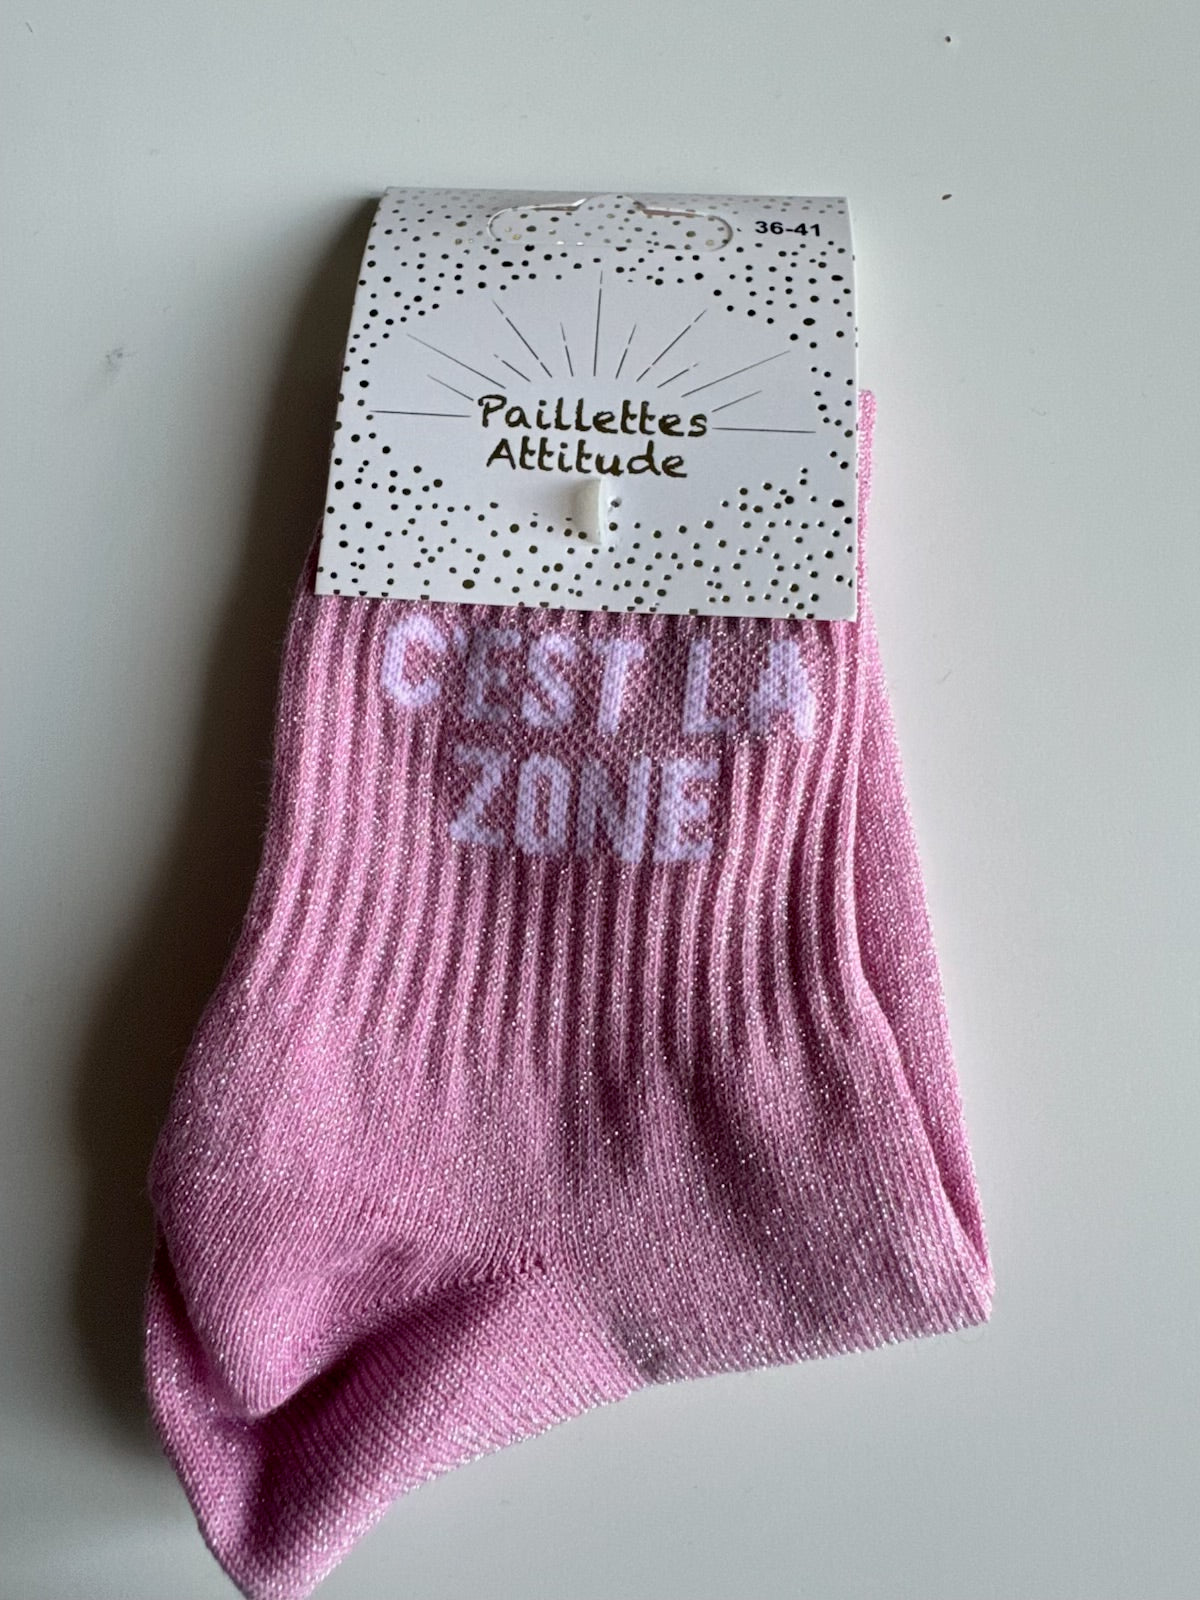 36-41
Paillettes
Attitude
C'EST LA
ZONE